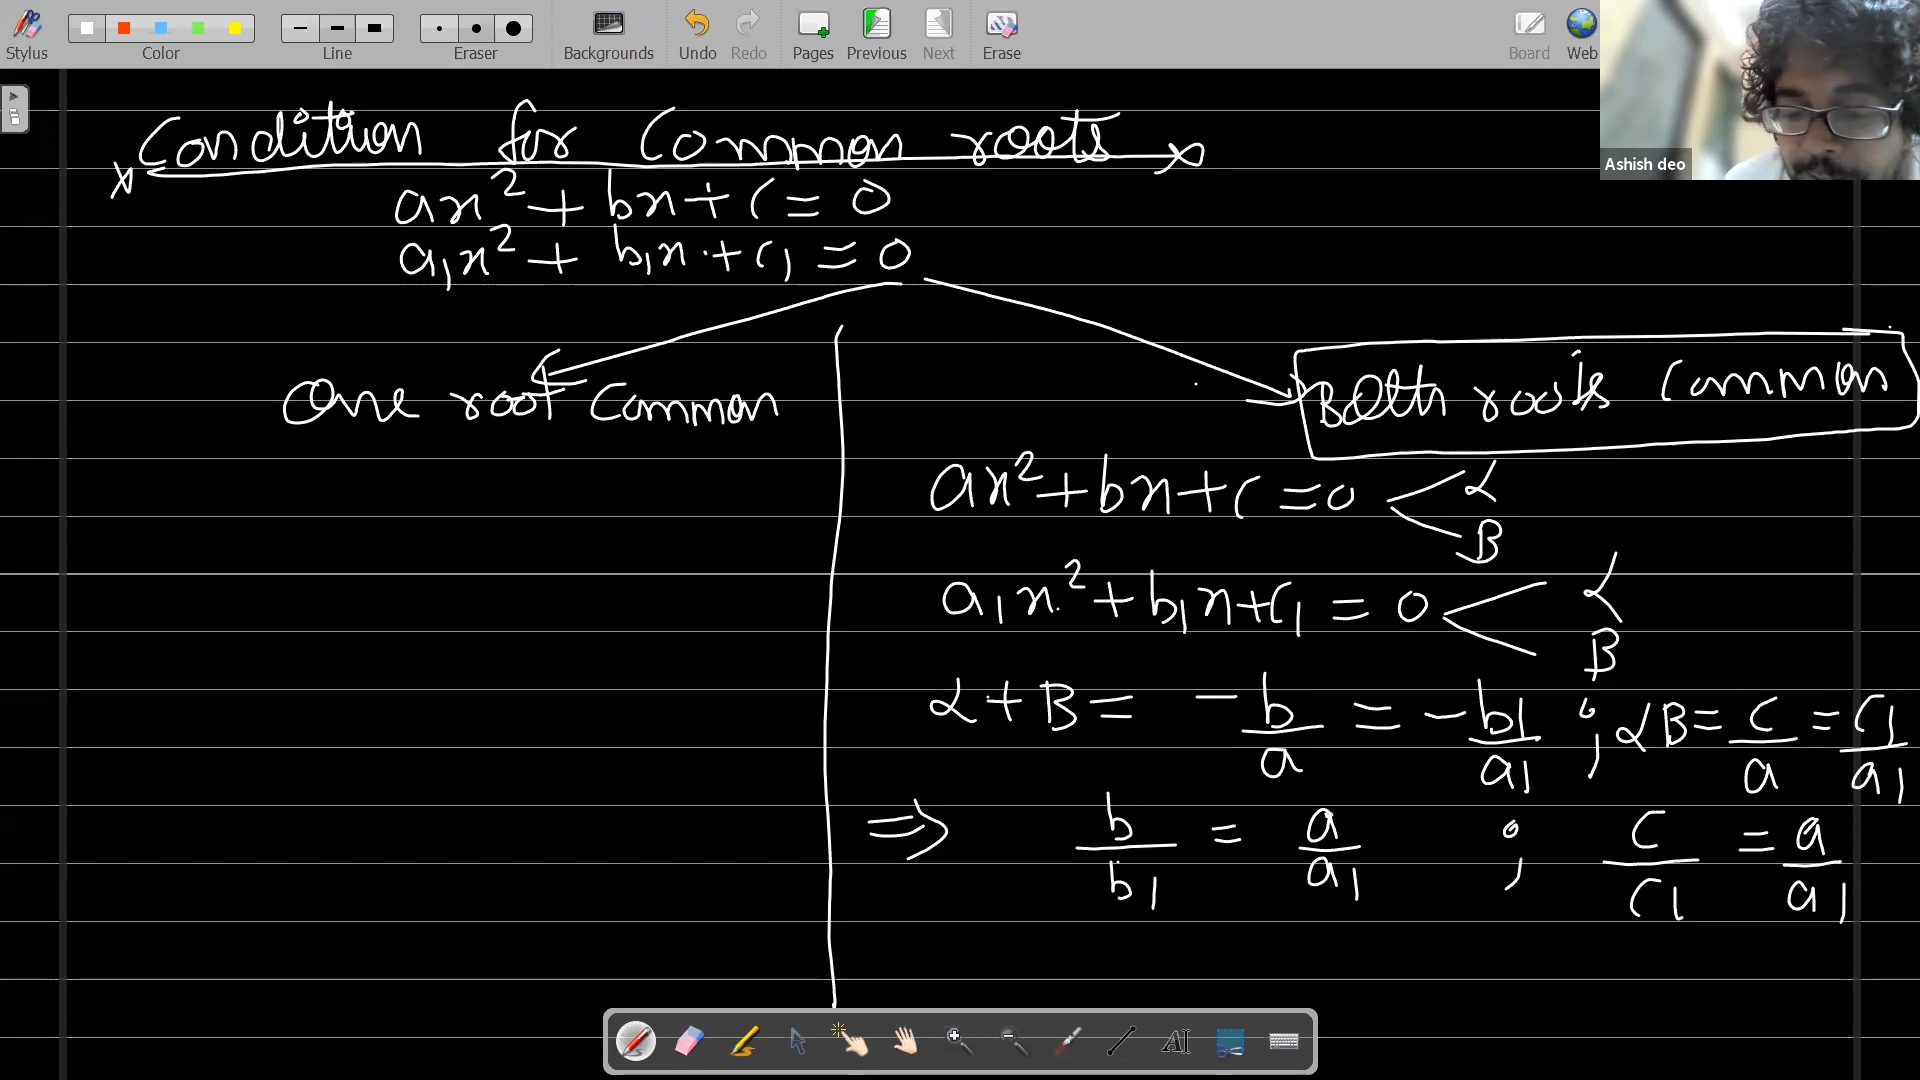 Stylus Color Line Eraser Backgrounds Undo Redo Pages Previous Next Erase Board Web
Ashish deo
Condition for Common roots
ax² + bx + c = 0
a₁x² + b₁x + c₁ = 0
One root Common
Both roots Common
ax² + bx + c = 0 < α
β
a₁x² + b₁x + c₁ = 0 < α
β
α + β = -b/a = -b₁/a₁ ; αβ = c/a = c₁/a₁
⇒ b/b₁ = a/a₁ ; c/c₁ = a/a₁
AI